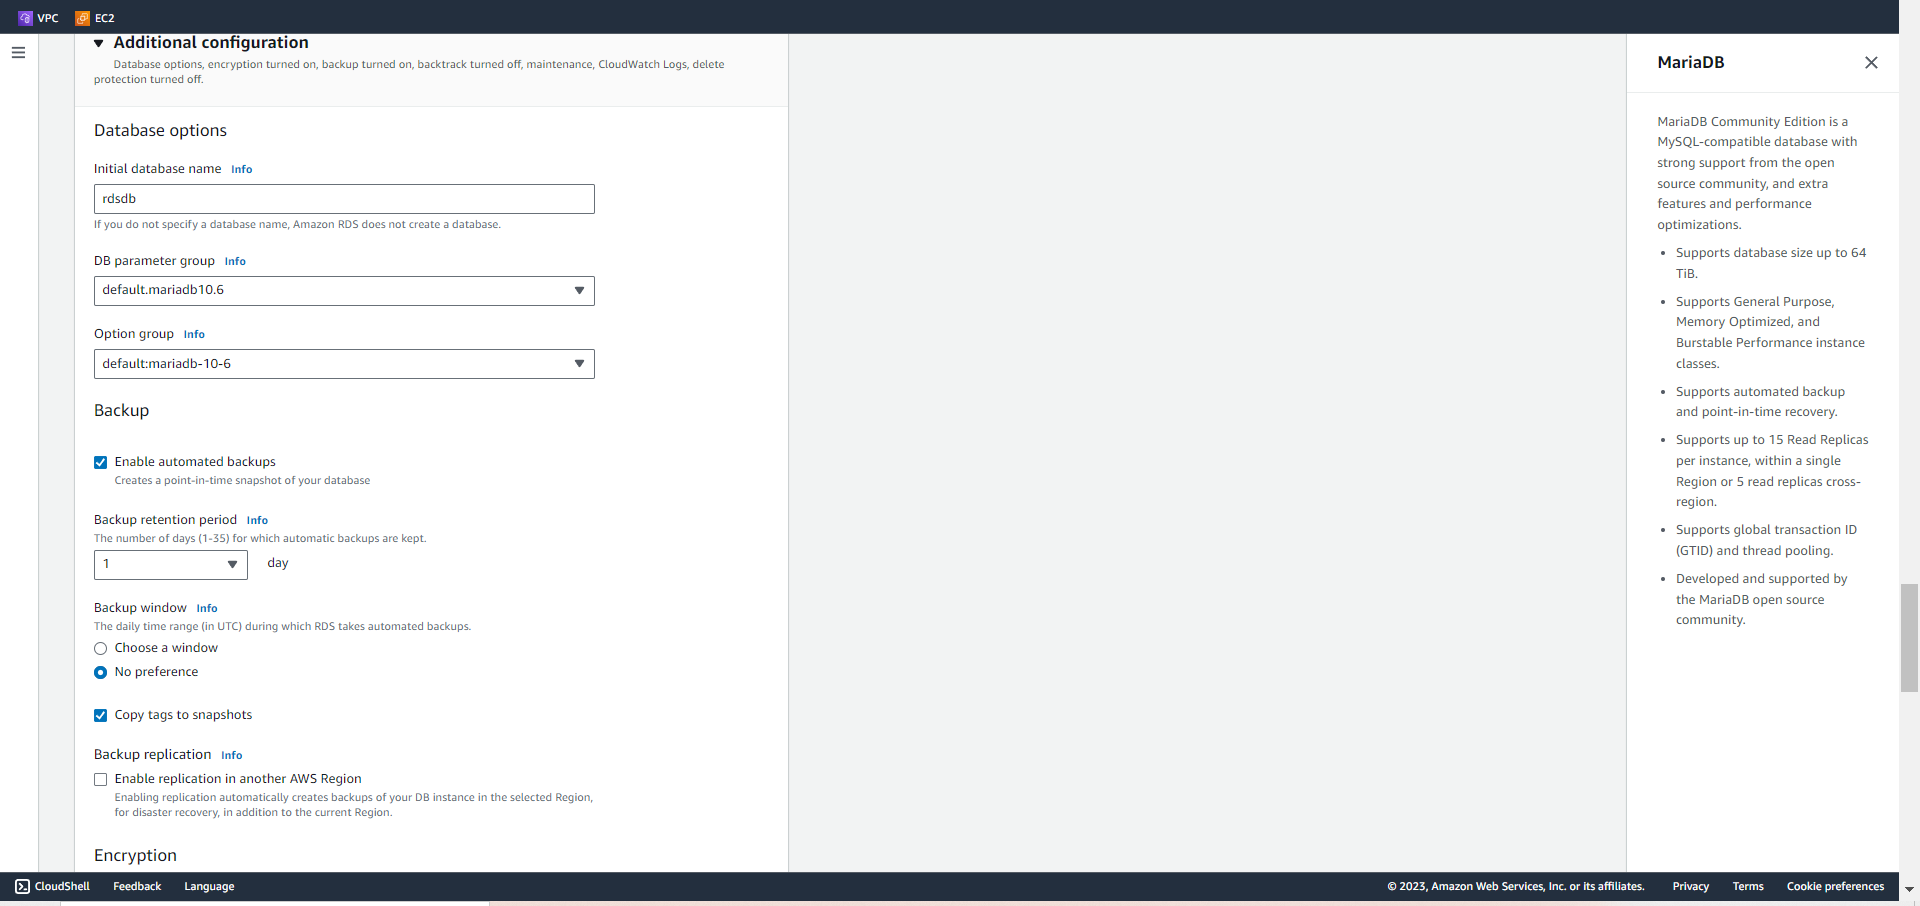 VPC EC2
Additional configuration
Database options, encryption turned on, backup turned on, backtrack turned off, maintenance, CloudWatch Logs, delete
protection turned off.
Database options
Initial database name Info
rdsdb
If you do not specify a database name, Amazon RDS does not create a database.
DB parameter group Info
default.mariadb10.6
Option group Info
default:mariadb-10-6
Backup
Enable automated backups
Creates a point-in-time snapshot of your database
Backup retention period Info
The number of days (1-35) for which automatic backups are kept.
1 day
Backup window Info
The daily time range (in UTC) during which RDS takes automated backups.
Choose a window
No preference
Copy tags to snapshots
Backup replication Info
Enable replication in another AWS Region
Enabling replication automatically creates backups of your DB instance in the selected Region,
for disaster recovery, in addition to the current Region.
Encryption
MariaDB
MariaDB Community Edition is a
MySQL-compatible database with
strong support from the open
source community, and extra
features and performance
optimizations.
• Supports database size up to 64
TiB.
• Supports General Purpose,
Memory Optimized, and
Burstable Performance instance
classes.
• Supports automated backup
and point-in-time recovery.
• Supports up to 15 Read Replicas
per instance, within a single
Region or 5 read replicas cross-
region.
• Supports global transaction ID
(GTID) and thread pooling.
• Developed and supported by
the MariaDB open source
community.
CloudShell Feedback Language © 2023, Amazon Web Services, Inc. or its affiliates. Privacy Terms Cookie preferences